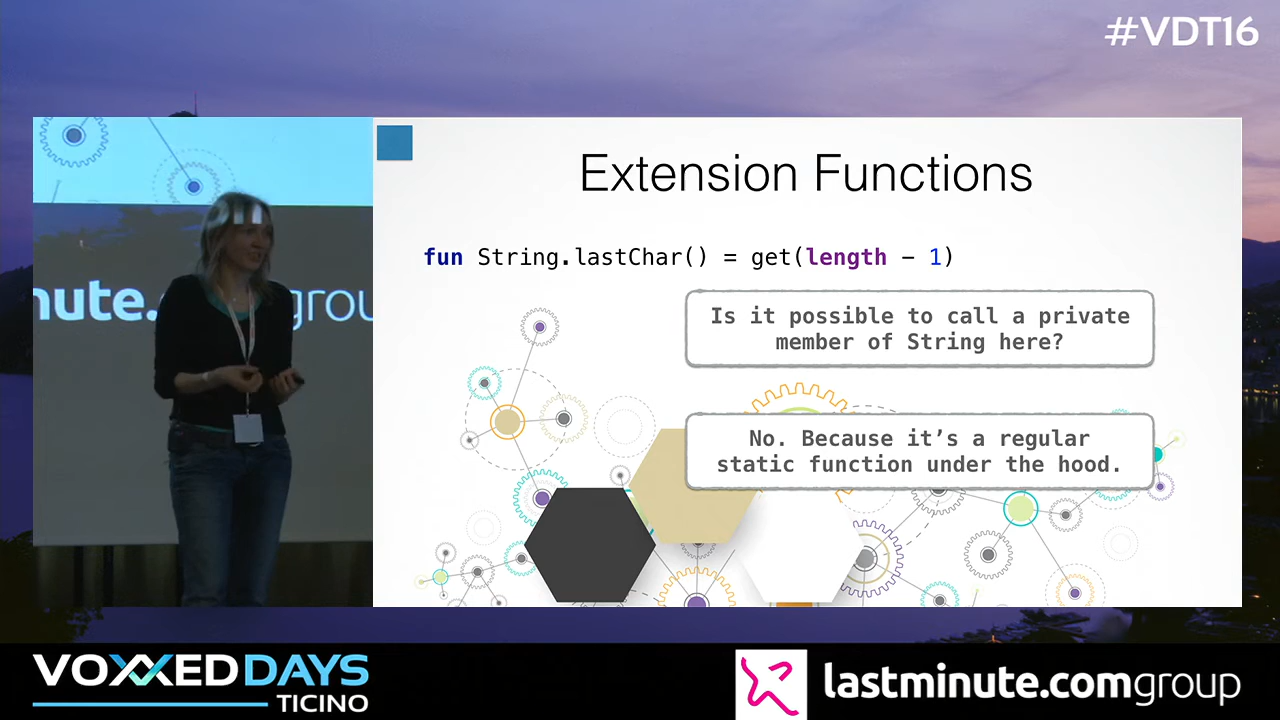 #VDT16
Extension Functions
fun String.lastChar() = get(length - 1)
Is it possible to call a private
member of String here?
No. Because it’s a regular
static function under the hood.
nute.
grou
VOXXED DAYS
TICINO
lastminute.comgroup